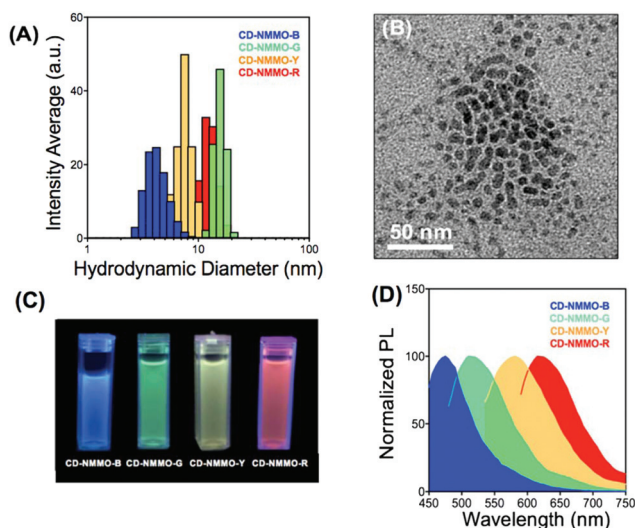 (A)
60
40
20
0
Intensity Average (a.u.)
CD-NMMO-B
CD-NMMO-G
CD-NMMO-Y
CD-NMMO-R
1 10 100
Hydrodynamic Diameter (nm)
(B)
50 nm
(C)
CD-NMMO-B CD-NMMO-G CD-NMMO-Y CD-NMMO-R
(D)
150
100
50
0
Normalized PL
CD-NMMO-B
CD-NMMO-G
CD-NMMO-Y
CD-NMMO-R
450 500 550 600 650 700 750
Wavelength (nm)